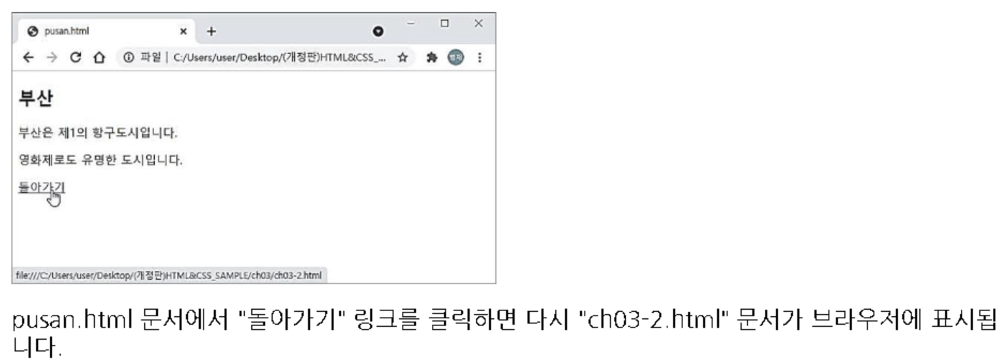 pusan.html
파일 | C:/Users/user/Desktop/(개정판)HTML&CSS_...
부산
부산은 제1의 항구도시입니다.
영화제로도 유명한 도시입니다.
돌아가기
file:///C:/Users/user/Desktop/(개정판)HTML&CSS_SAMPLE/ch03/ch03-2.html
pusan.html 문서에서 "돌아가기" 링크를 클릭하면 다시 "ch03-2.html" 문서가 브라우저에 표시됩
니다.